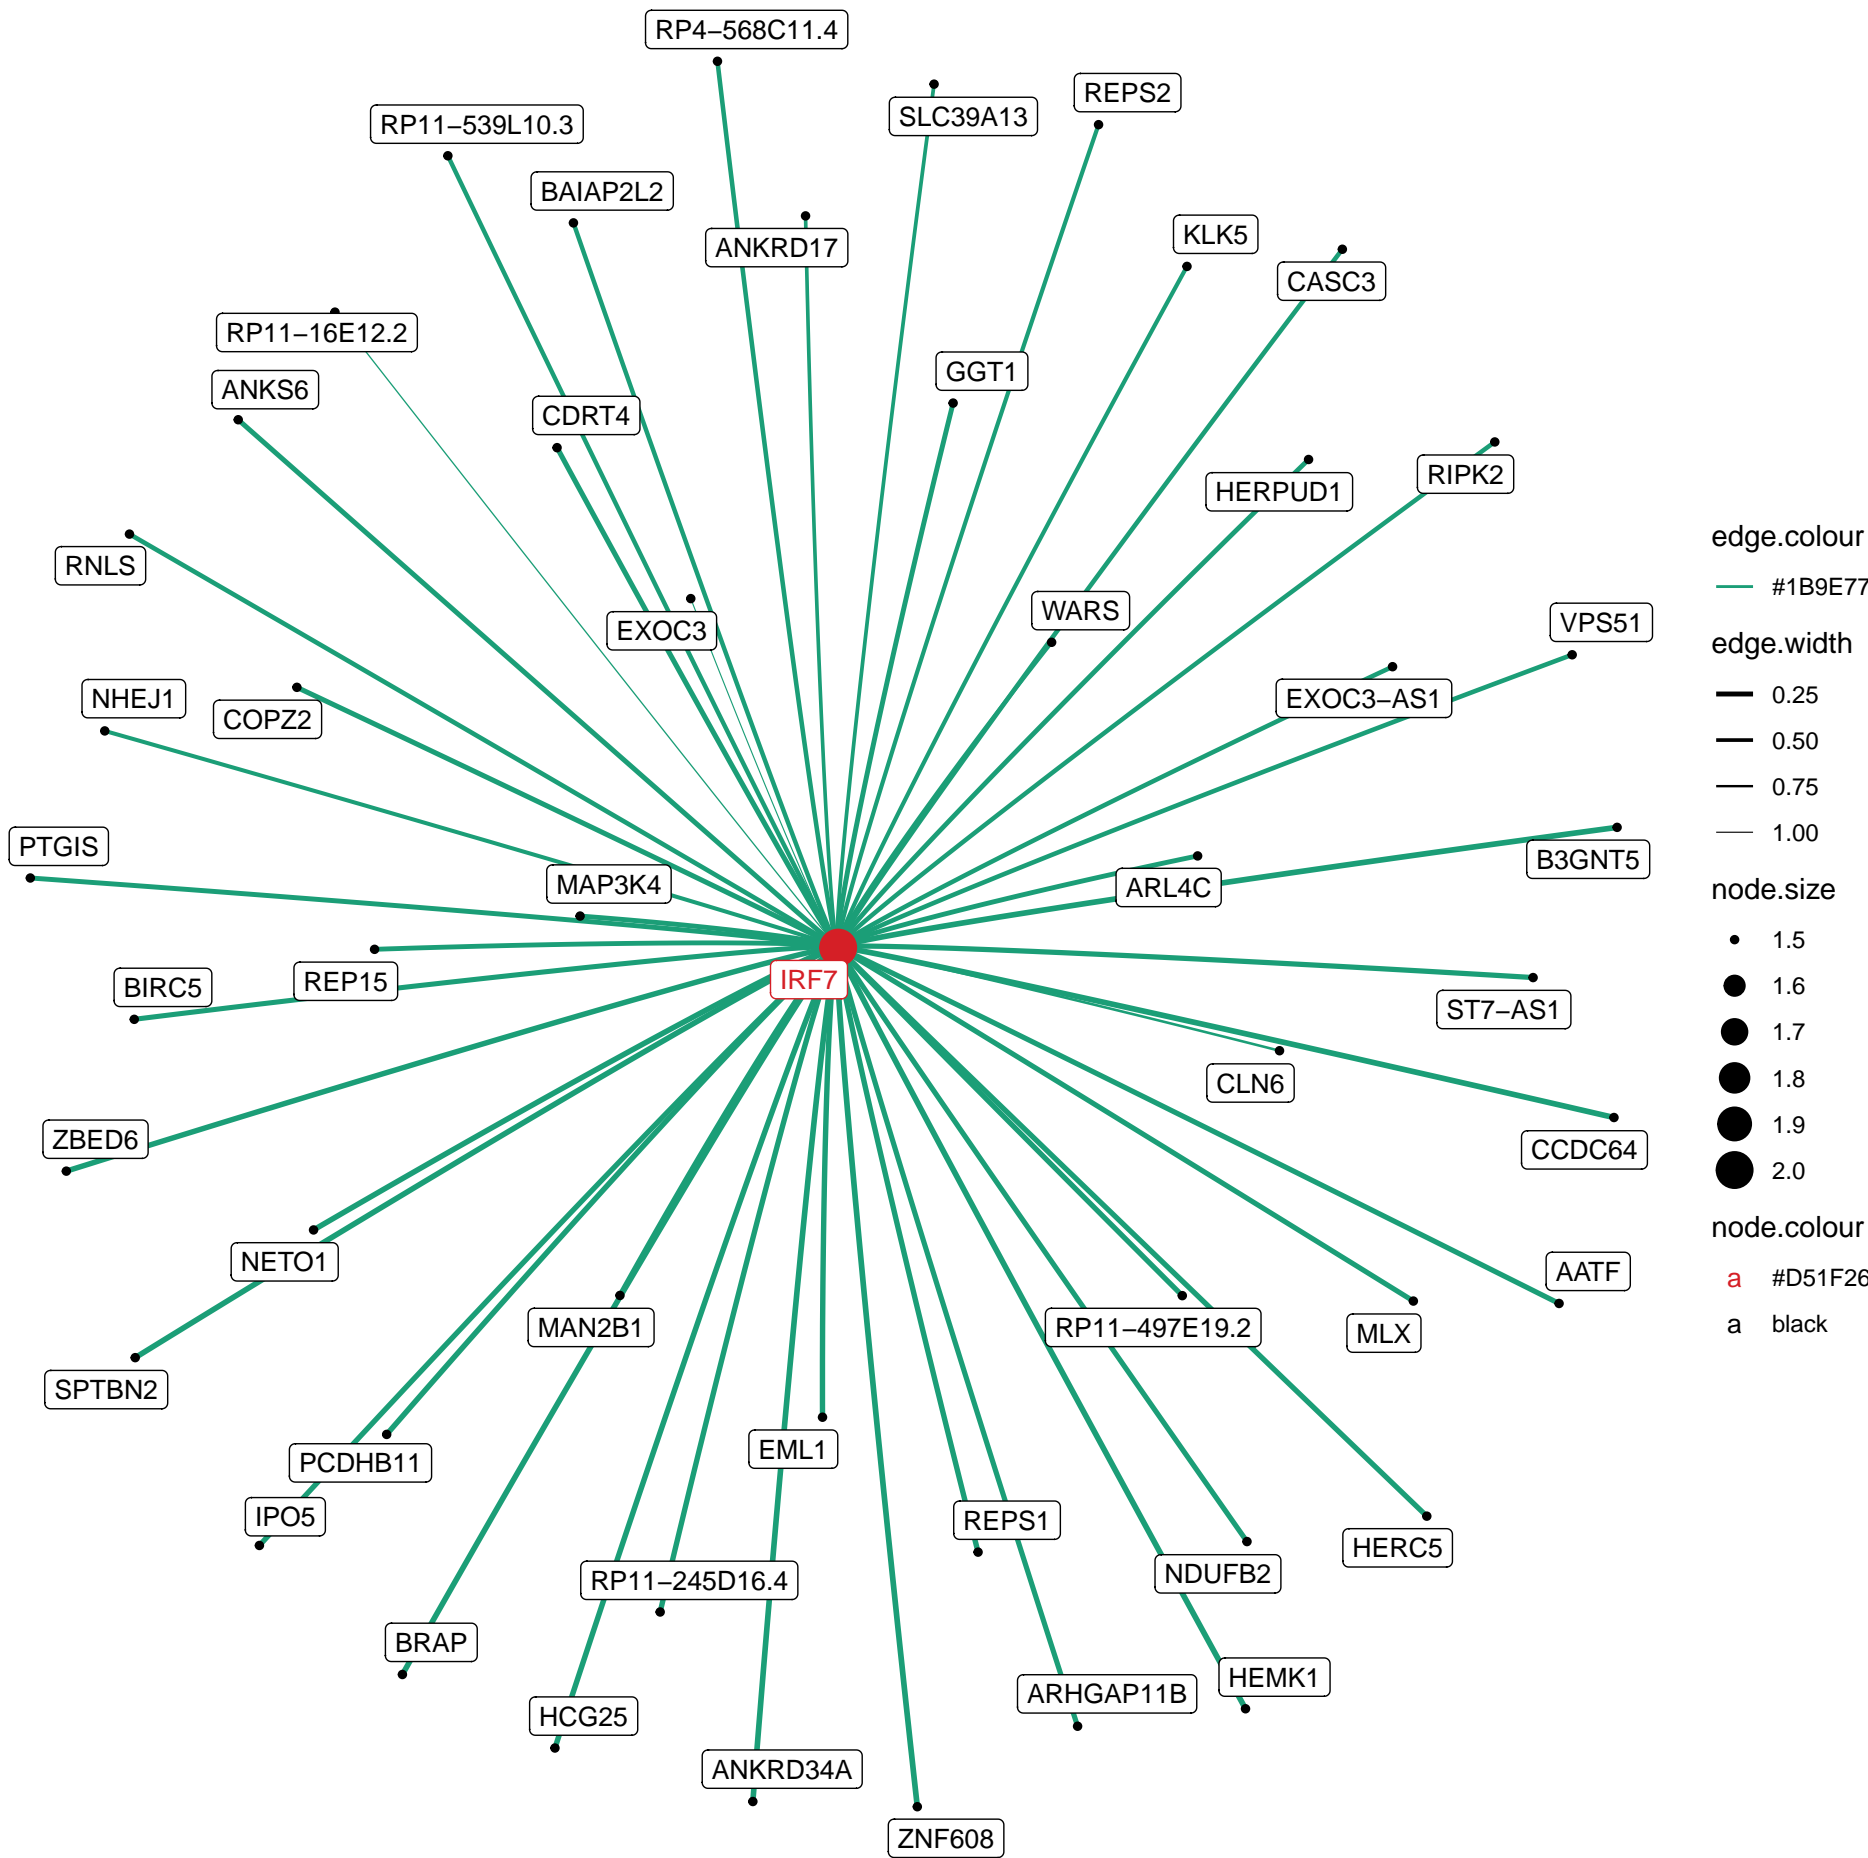 RP4−568C11.4
REPS2
SLC39A13
RP11−539L10.3
BAIAP2L2
KLK5
ANKRD17
CASC3
RP11−16E12.2
GGT1
ANKS6
CDRT4
RIPK2
HERPUD1
RNLS
WARS
VPS51
EXOC3
NHEJ1
EXOC3−AS1
COPZ2
PTGIS
B3GNT5
MAP3K4
ARL4C
IRF7
REP15
BIRC5
ST7−AS1
CLN6
ZBED6
CCDC64
NETO1
AATF
MAN2B1
RP11−497E19.2
MLX
SPTBN2
EML1
PCDHB11
IPO5
REPS1
HERC5
NDUFB2
RP11−245D16.4
BRAP
HEMK1
ARHGAP11B
HCG25
ANKRD34A
ZNF608
edge.colour
#1B9E77
edge.width
0.25
0.50
0.75
1.00
node.size
1.5
1.6
1.7
1.8
1.9
2.0
node.colour
a #D51F26
a black